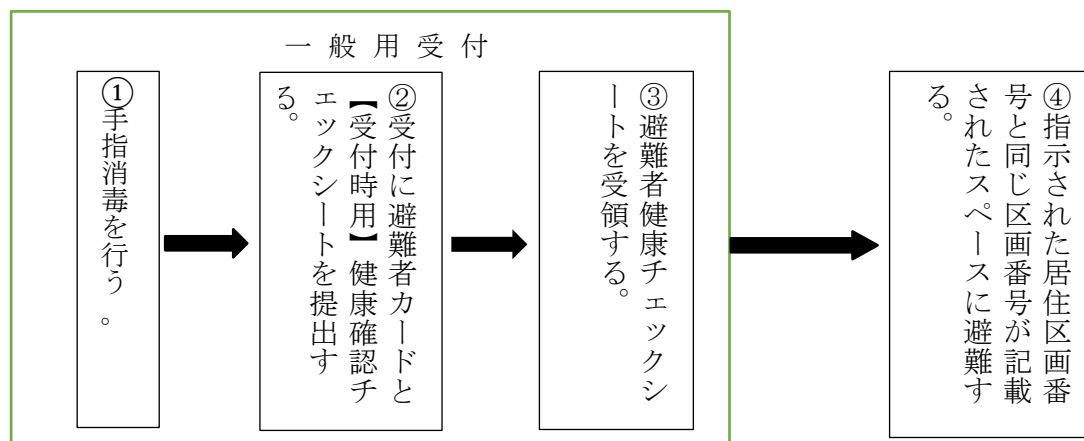 一般用受付
①手指消毒を行う。
②受付に避難者カードと
【受付時用】健康確認チ
ェックシートを提出す
る。
③避難者健康チェックシ
ートを受領する。
④指示された居住区画番
号と同じ区画番号が記載
されたスペースに避難す
る。